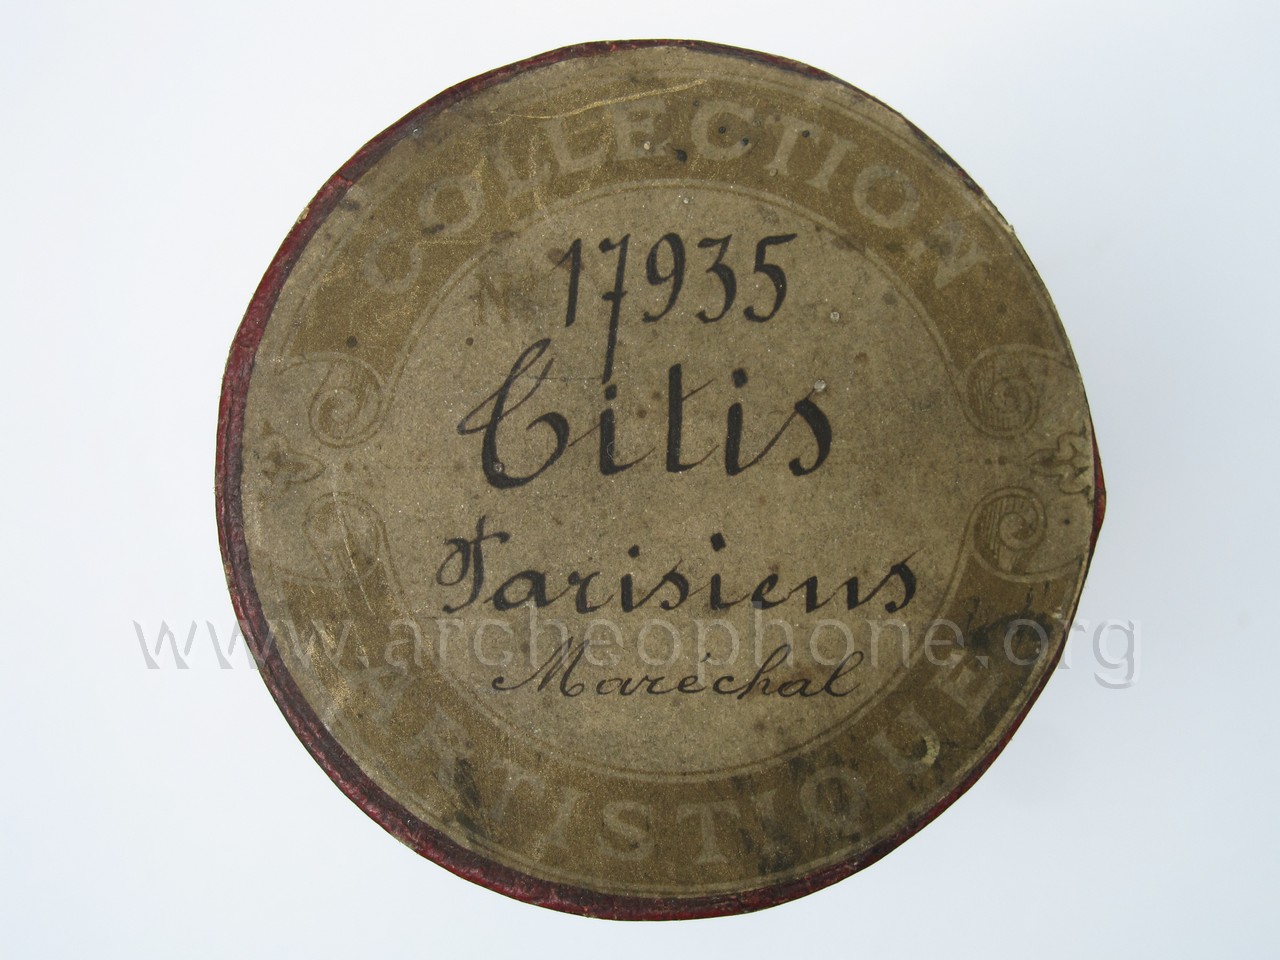 COLLECTION
N° 17935
Titis
Parisiens
www.archeophone.org
Maréchal
ARTISTIQUE